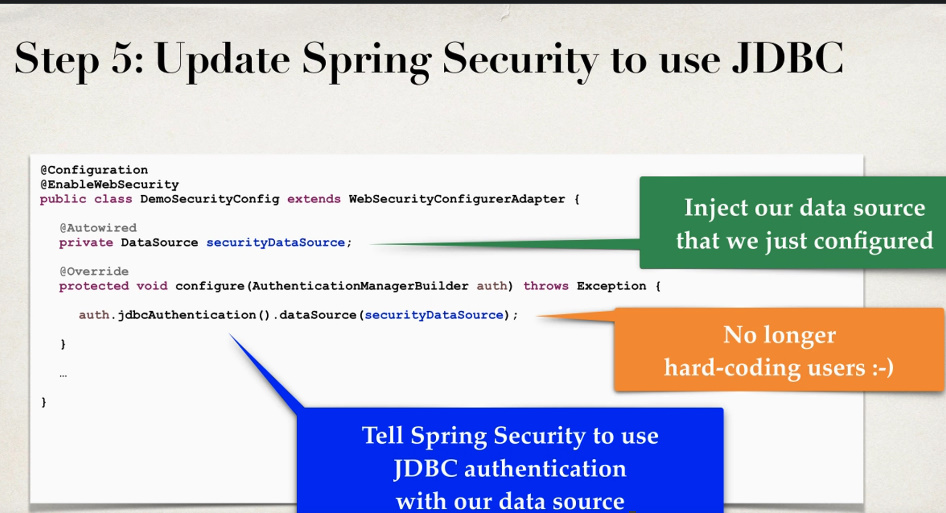 Step 5: Update Spring Security to use JDBC
@Configuration
@EnableWebSecurity
public class DemoSecurityConfig extends WebSecurityConfigurerAdapter {
@Autowired
private DataSource securityDataSource;
@Override
protected void configure(AuthenticationManagerBuilder auth) throws Exception {
auth.jdbcAuthentication().dataSource(securityDataSource);
}
…
}
Inject our data source
that we just configured
No longer
hard-coding users :-)
Tell Spring Security to use
JDBC authentication
with our data source